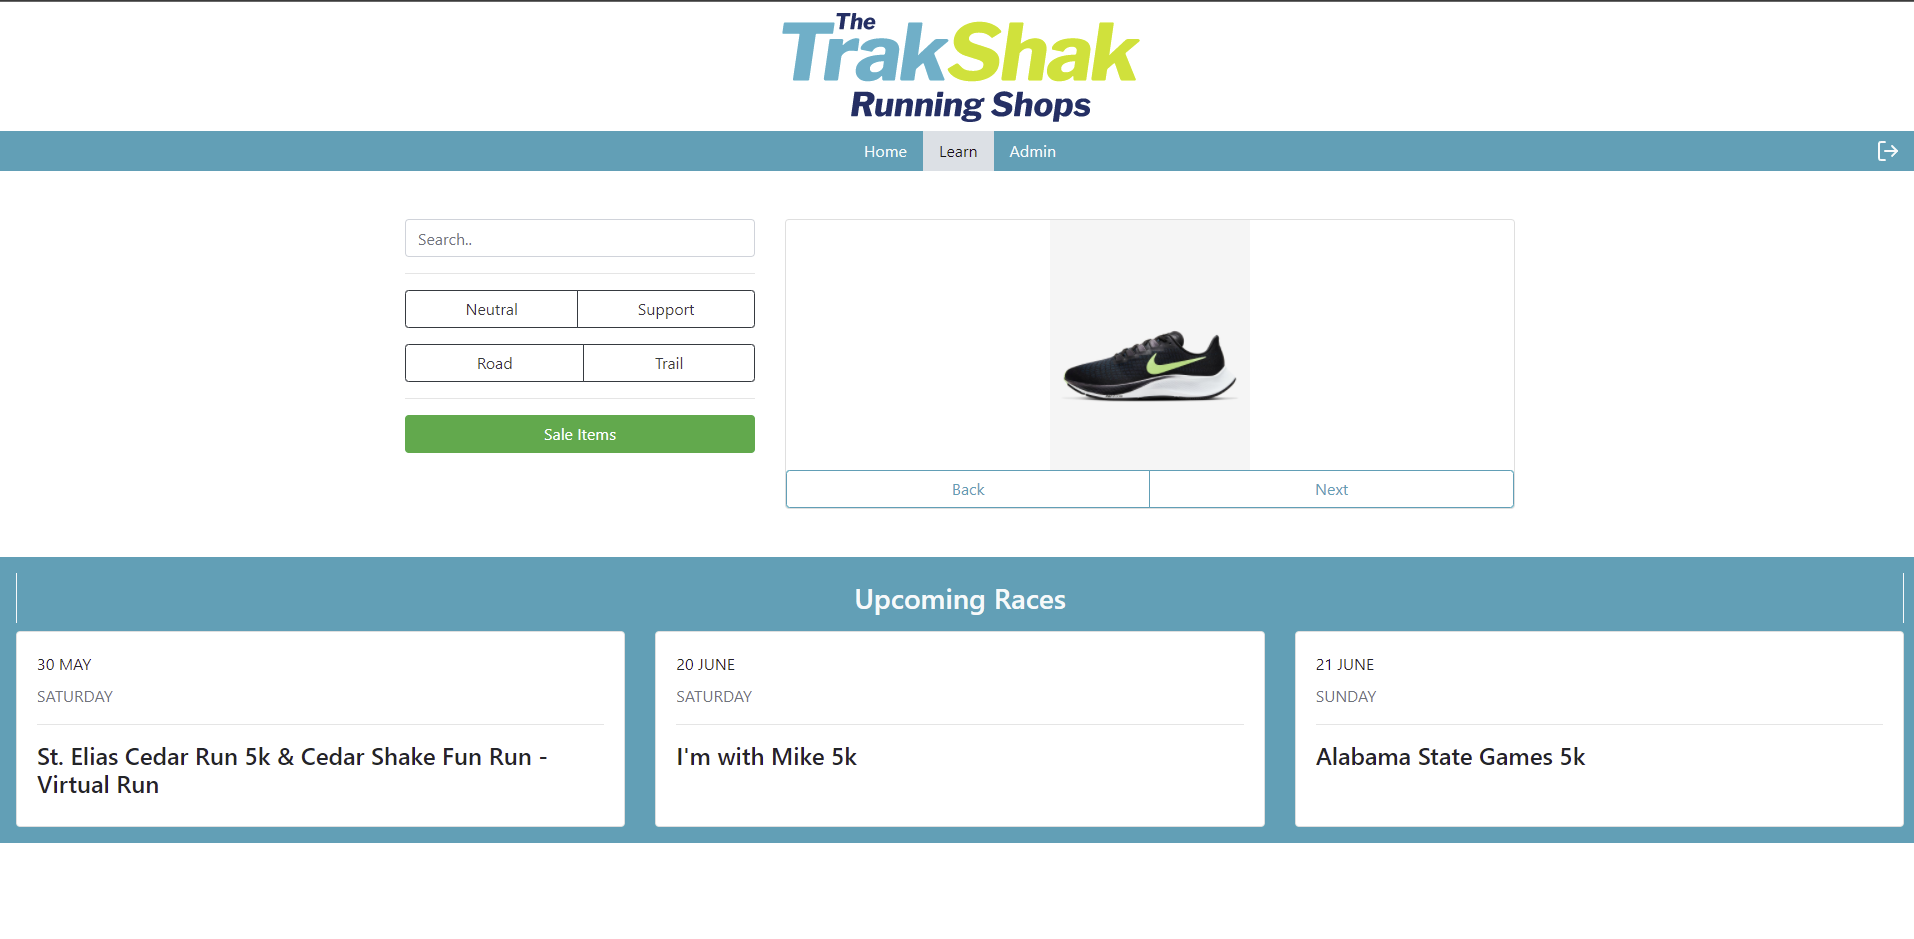 The
TrakShak
Running Shops
Home Learn Admin
Search..
Neutral Support
Road Trail
Sale Items
Back Next
Upcoming Races
30 MAY
SATURDAY
St. Elias Cedar Run 5k & Cedar Shake Fun Run -
Virtual Run
20 JUNE
SATURDAY
I'm with Mike 5k
21 JUNE
SUNDAY
Alabama State Games 5k